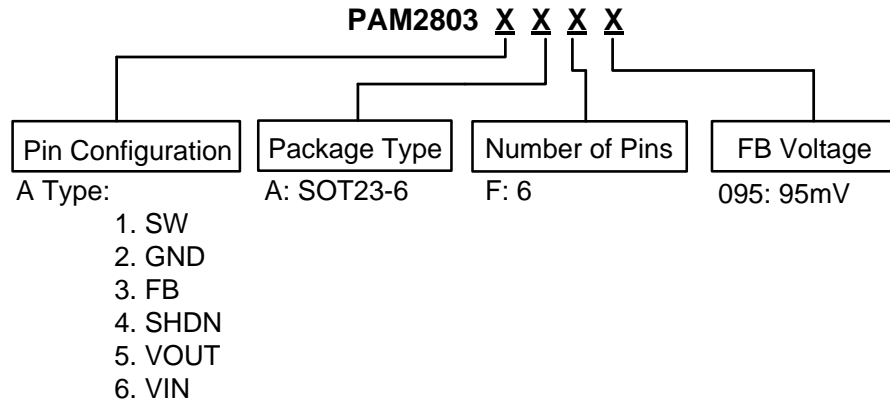 PAM2803 X X X X
Pin Configuration
Package Type
Number of Pins
FB Voltage
A Type:
A: SOT23-6
F: 6
095: 95mV
1. SW
2. GND
3. FB
4. SHDN
5. VOUT
6. VIN